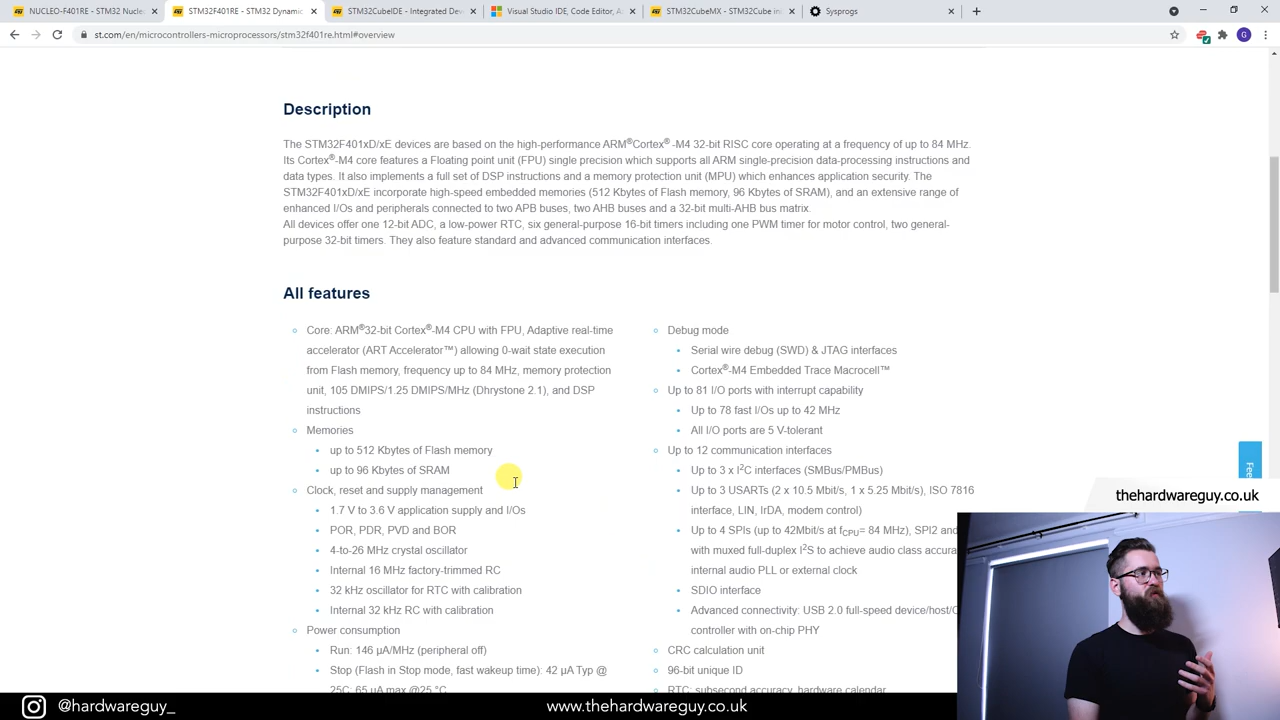 NUCLEO-F401RE - STM32 Nucle
STM32F401RE - STM32 Dynamic
STM32CubeIDE - Integrated Dev
Visual Studio IDE, Code Editor, A
STM32CubeMX - STM32Cube in
Sysprogs
st.com/en/microcontrollers-microprocessors/stm32f401re.html#overview
G
Description
The STM32F401xD/xE devices are based on the high-performance ARM®Cortex® -M4 32-bit RISC core operating at a frequency of up to 84 MHz.
Its Cortex®-M4 core features a Floating point unit (FPU) single precision which supports all ARM single-precision data-processing instructions and
data types. It also implements a full set of DSP instructions and a memory protection unit (MPU) which enhances application security. The
STM32F401xD/xE incorporate high-speed embedded memories (512 Kbytes of Flash memory, 96 Kbytes of SRAM), and an extensive range of
enhanced I/Os and peripherals connected to two APB buses, two AHB buses and a 32-bit multi-AHB bus matrix.
All devices offer one 12-bit ADC, a low-power RTC, six general-purpose 16-bit timers including one PWM timer for motor control, two general-
purpose 32-bit timers. They also feature standard and advanced communication interfaces.
All features
Core: ARM®32-bit Cortex®-M4 CPU with FPU, Adaptive real-time
accelerator (ART Accelerator™) allowing 0-wait state execution
from Flash memory, frequency up to 84 MHz, memory protection
unit, 105 DMIPS/1.25 DMIPS/MHz (Dhrystone 2.1), and DSP
instructions
Memories
up to 512 Kbytes of Flash memory
up to 96 Kbytes of SRAM
Clock, reset and supply management
1.7 V to 3.6 V application supply and I/Os
POR, PDR, PVD and BOR
4-to-26 MHz crystal oscillator
Internal 16 MHz factory-trimmed RC
32 kHz oscillator for RTC with calibration
Internal 32 kHz RC with calibration
Power consumption
Run: 146 µA/MHz (peripheral off)
Stop (Flash in Stop mode, fast wakeup time): 42 µA Typ @
25C; 65 µA max @25 °C
Debug mode
Serial wire debug (SWD) & JTAG interfaces
Cortex®-M4 Embedded Trace Macrocell™
Up to 81 I/O ports with interrupt capability
Up to 78 fast I/Os up to 42 MHz
All I/O ports are 5 V-tolerant
Up to 12 communication interfaces
Up to 3 x I²C interfaces (SMBus/PMBus)
Up to 3 USARTs (2 x 10.5 Mbit/s, 1 x 5.25 Mbit/s), ISO 7816
interface, LIN, IrDA, modem control)
Up to 4 SPIs (up to 42Mbit/s at fCPU= 84 MHz), SPI2 and
with muxed full-duplex I²S to achieve audio class accura
internal audio PLL or external clock
SDIO interface
Advanced connectivity: USB 2.0 full-speed device/host/O
controller with on-chip PHY
CRC calculation unit
96-bit unique ID
RTC: subsecond accuracy, hardware calendar
Fee
thehardwareguy.co.uk
@hardwareguy_
www.thehardwareguy.co.uk